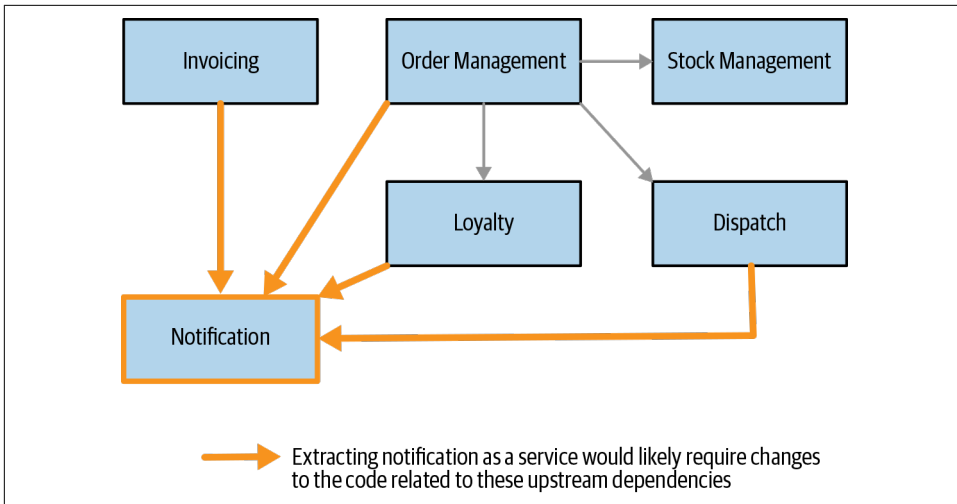 Invoicing
Order Management
Stock Management
Loyalty
Dispatch
Notification
Extracting notification as a service would likely require changes
to the code related to these upstream dependencies